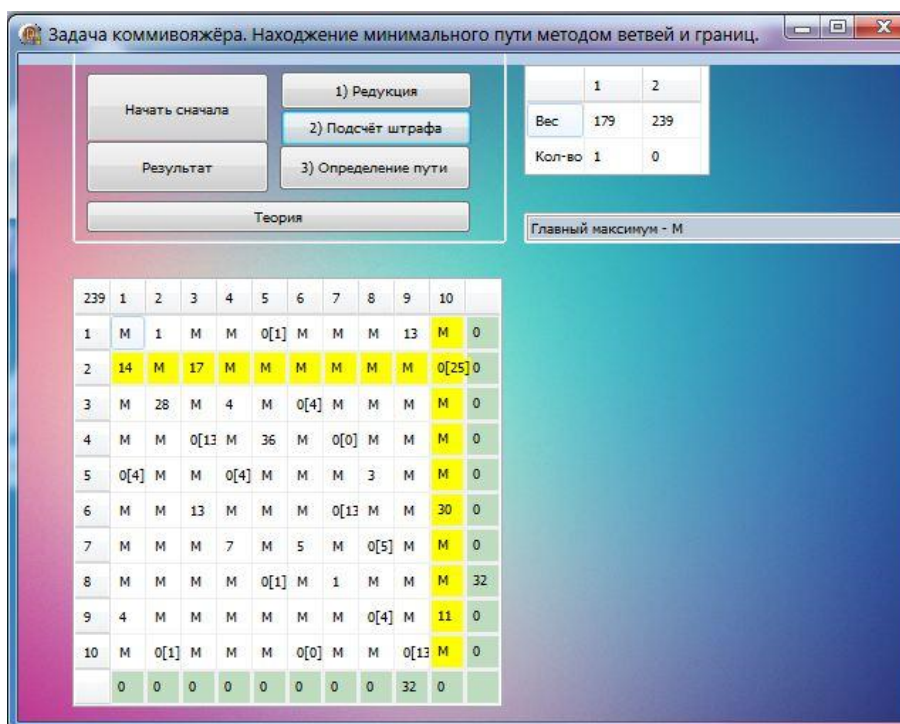 Задача коммивояжёра. Находжение минимального пути методом ветвей и границ.
Начать сначала
Результат
1) Редукция
2) Подсчёт штрафа
3) Определение пути
Теория
1 2
Вес 179 239
Кол-во 1 0
Главный максимум - М
239 1 2 3 4 5 6 7 8 9 10
1 М 1 М М 0[1] М М М 13 М 0
2 14 М 17 М М М М М М 0[25] 0
3 М 28 М 4 М 0[4] М М М М 0
4 М М 0[13 М 36 М 0[0] М М М 0
5 0[4] М М 0[4] М М М 3 М М 0
6 М М 13 М М М 0[13 М М 30 0
7 М М М 7 М 5 М 0[5] М М 0
8 М М М М 0[1] М 1 М М М 32
9 4 М М М М М М 0[4] М 11 0
10 М 0[1] М М М 0[0] М М 0[13 М 0
0 0 0 0 0 0 0 0 32 0